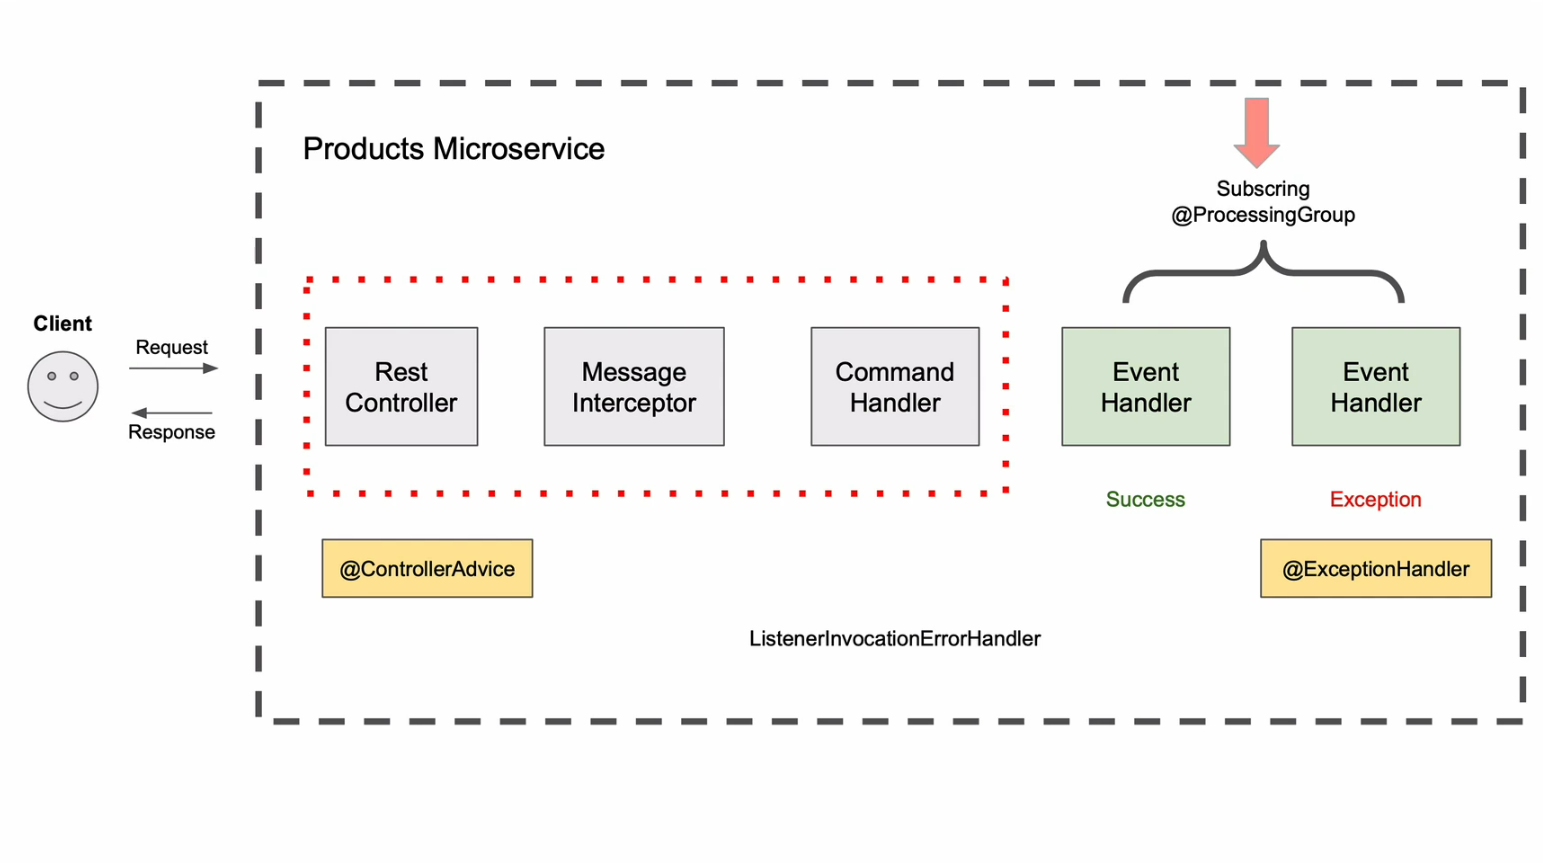 Products Microservice
Subscring
@ProcessingGroup
Client
Request
Response
Rest
Controller
Message
Interceptor
Command
Handler
Event
Handler
Event
Handler
Success
Exception
@ControllerAdvice
@ExceptionHandler
ListenerInvocationErrorHandler